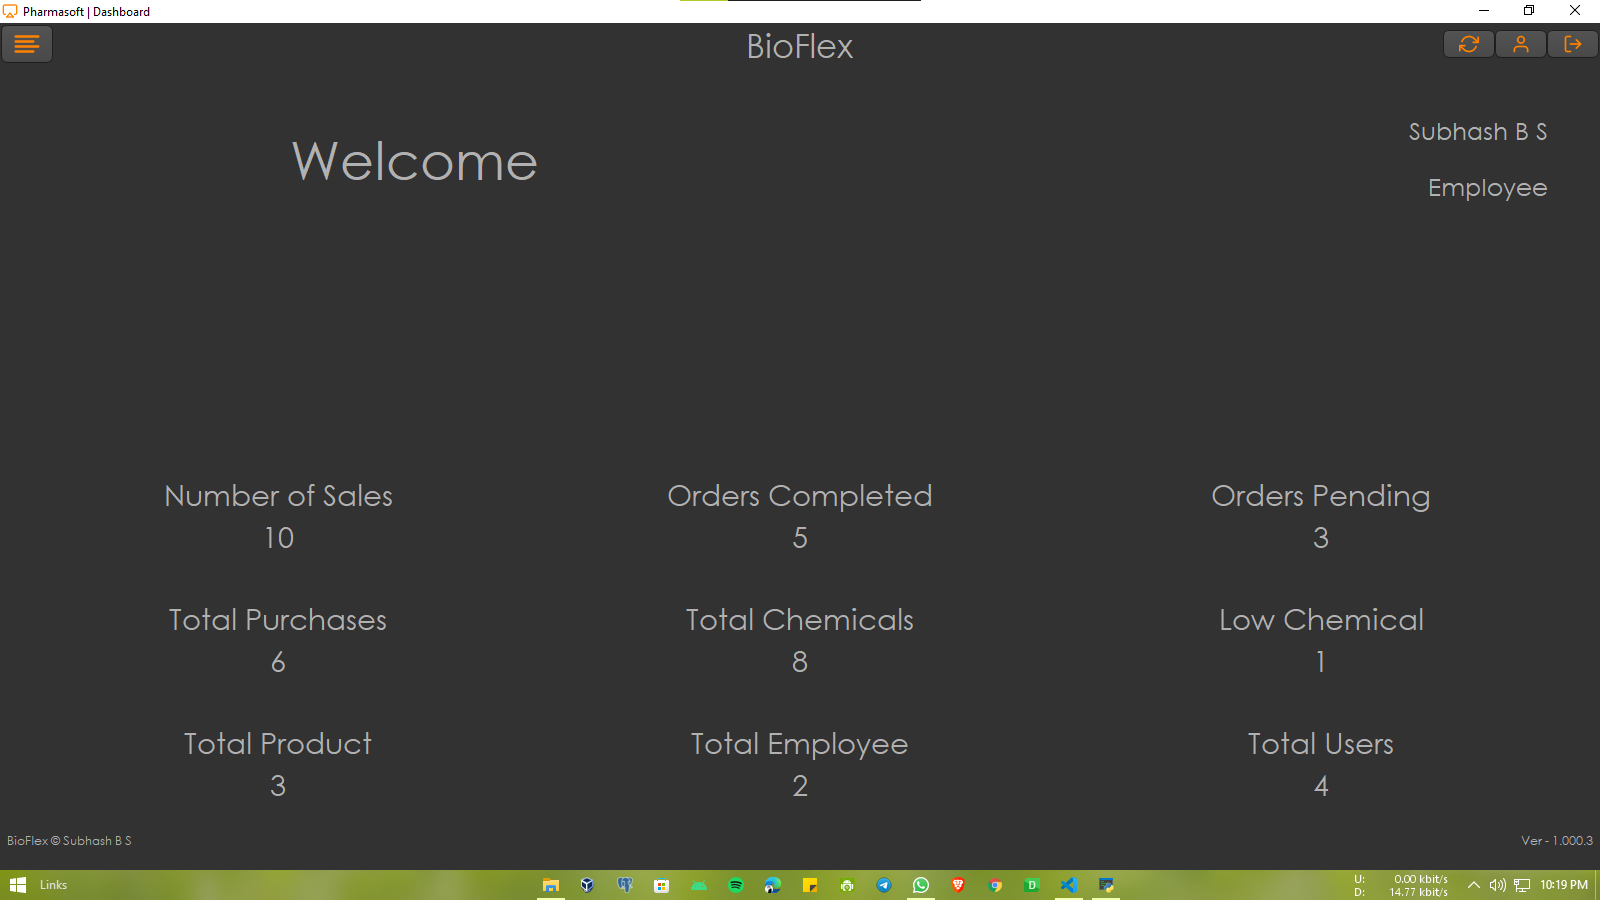 Pharmasoft | Dashboard
BioFlex
Subhash B S
Welcome
Employee
Number of Sales
Orders Completed
Orders Pending
10
5
3
Total Purchases
Total Chemicals
Low Chemical
6
8
1
Total Product
Total Employee
Total Users
3
2
4
BioFlex © Subhash B S
Ver - 1.000.3
Links
D
U: 0.00 kbit/s
D: 14.77 kbit/s
10:19 PM